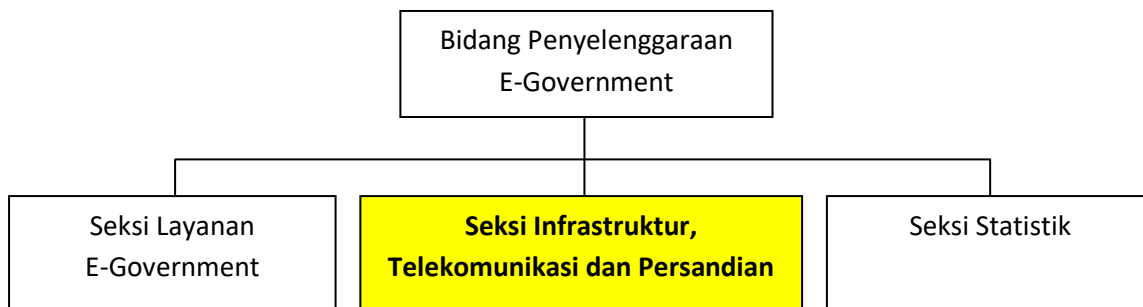 Bidang Penyelenggaraan
E-Government
Seksi Layanan
E-Government
Seksi Infrastruktur,
Telekomunikasi dan Persandian
Seksi Statistik